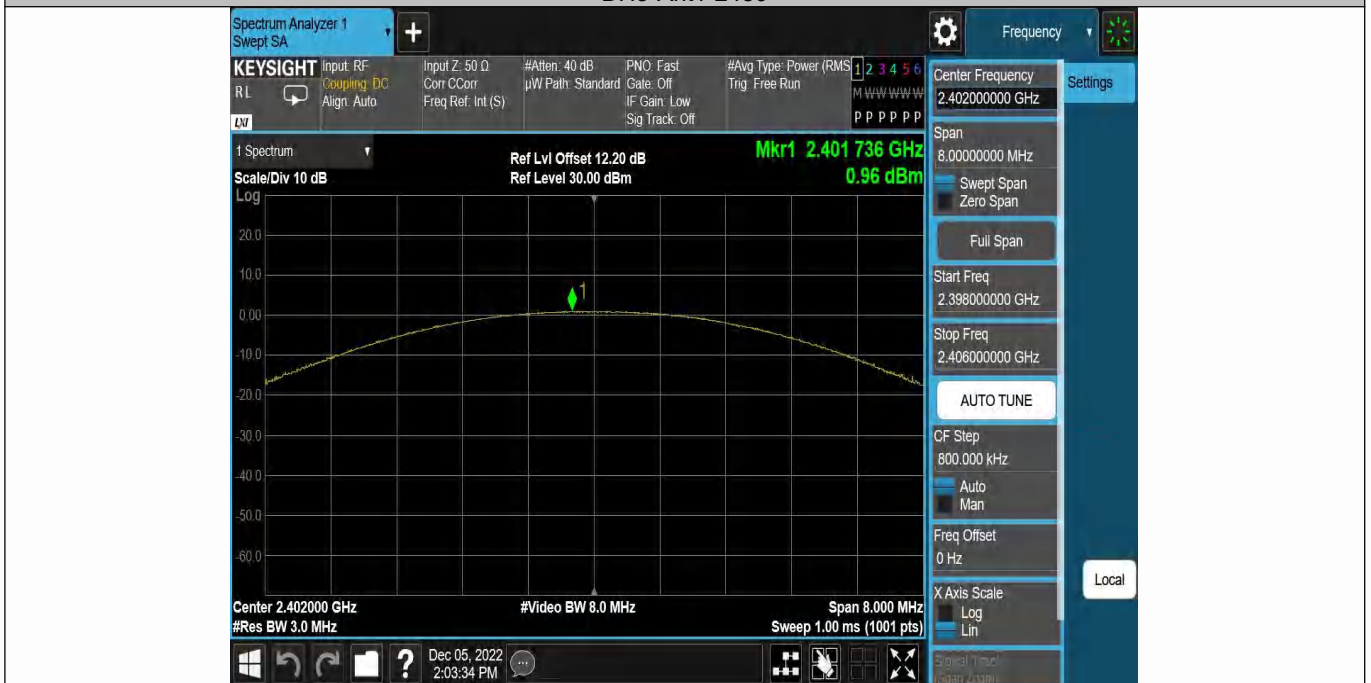 Spectrum Analyzer 1
Swept SA
+
Frequency
KEYSIGHT
RL
LXI
Input: RF
Coupling: DC
Align: Auto
Input Z: 50 Ω
Corr CCorr
Freq Ref: Int (S)
#Atten: 40 dB
µW Path: Standard
PNO: Fast
Gate: Off
IF Gain: Low
Sig Track: Off
#Avg Type: Power (RMS
Trig: Free Run
1 2 3 4 5 6
M W W W W W
P P P P P P
Center Frequency
2.402000000 GHz
Settings
Span
8.00000000 MHz
Swept Span
Zero Span
Full Span
Start Freq
2.398000000 GHz
Stop Freq
2.406000000 GHz
AUTO TUNE
CF Step
800.000 kHz
Auto
Man
Freq Offset
0 Hz
X Axis Scale
Log
Lin
Local
1 Spectrum
Ref Lvl Offset 12.20 dB
Mkr1 2.401 736 GHz
Scale/Div 10 dB
Ref Level 30.00 dBm
0.96 dBm
Log
20.0
10.0
1
0.00
-10.0
-20.0
-30.0
-40.0
-50.0
-60.0
Center 2.402000 GHz
#Video BW 8.0 MHz
Span 8.000 MHz
#Res BW 3.0 MHz
Sweep 1.00 ms (1001 pts)
?
Dec 05, 2022
2:03:34 PM
Signal Track
(Span Zoom)